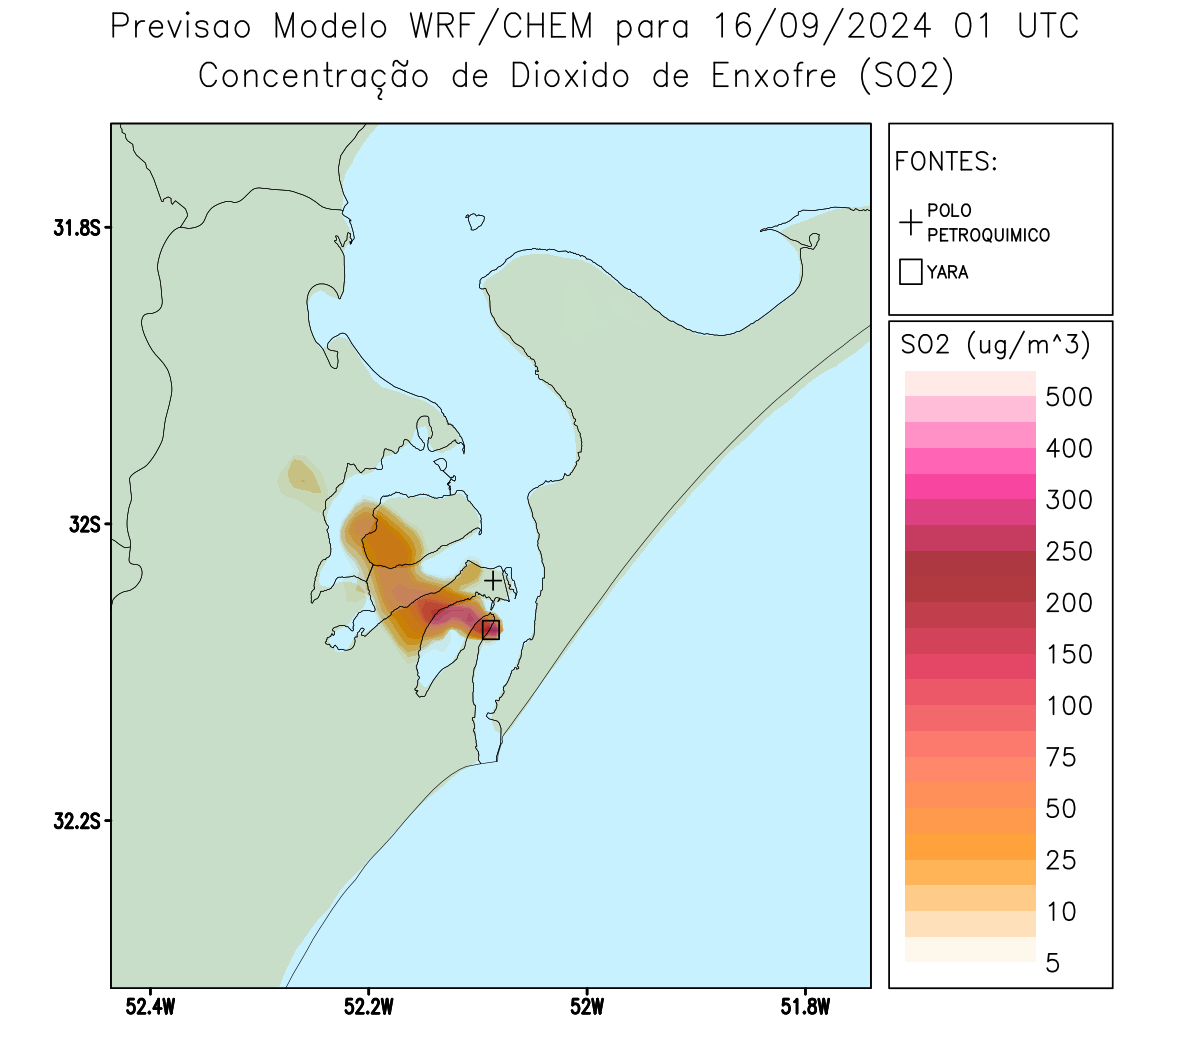 Previsao Modelo WRF/CHEM para 16/09/2024 01 UTC
Concentração de Dioxido de Enxofre (SO2)
FONTES:
POLO
PETROQUIMICO
YARA
SO2 (ug/m^3)
500
400
300
250
200
150
100
75
50
25
10
5
31.8S
32S
32.2S
52.4W
52.2W
52W
51.8W